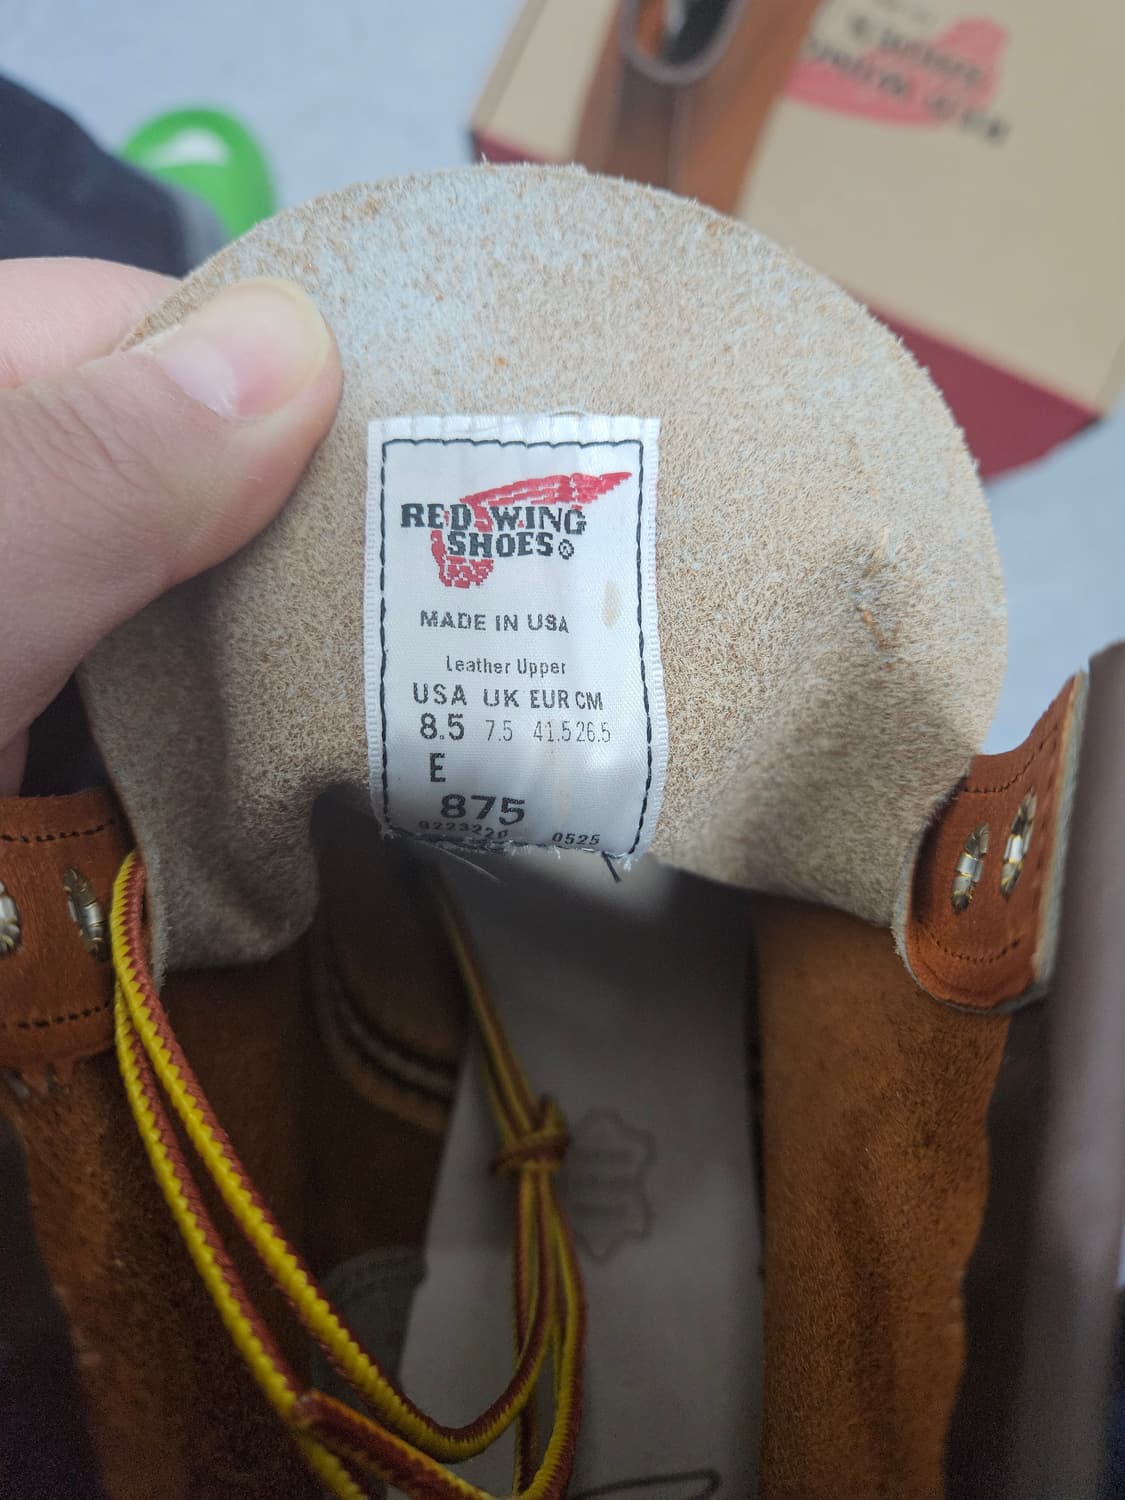 RED WING
SHOES®
MADE IN USA
Leather Upper
USA UK EUR CM
8.5 7.5 41.5 26.5
E
875
0525